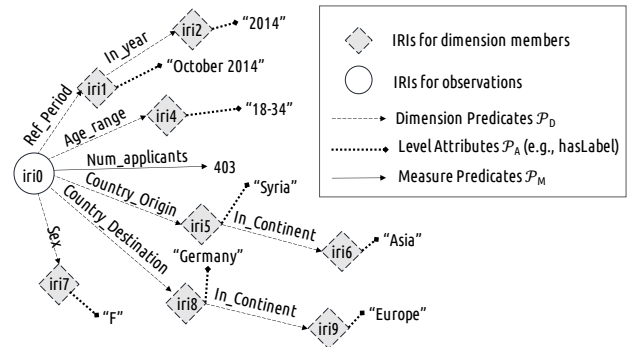 In_year
iri2
"2014"
Ref_Period
iri1
"October 2014"
Age_range
iri4
"18-34"
iri0
Num_applicants
403
Country_Origin
iri5
"Syria"
In_Continent
iri6
"Asia"
Country_Destination
iri8
"Germany"
In_Continent
iri9
"Europe"
Sex
iri7
"F"
IRIs for dimension members
IRIs for observations
Dimension Predicates 𝒫D
Level Attributes 𝒫A (e.g., hasLabel)
Measure Predicates 𝒫M